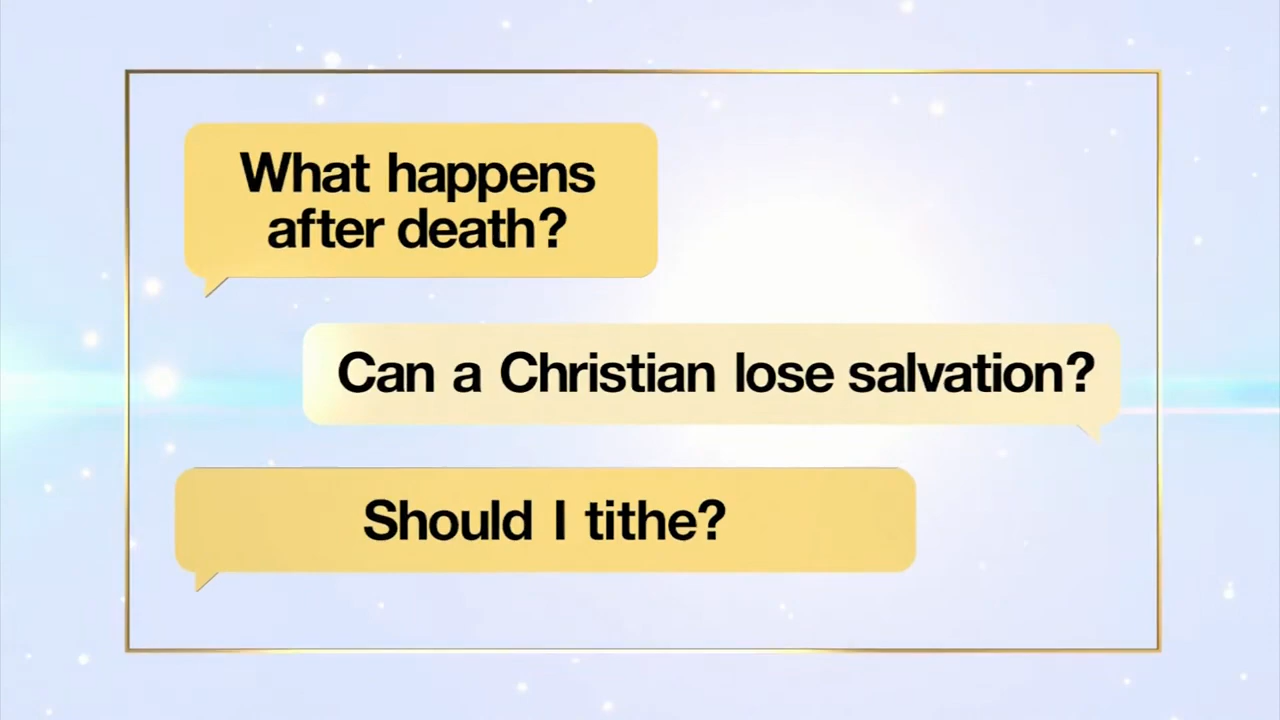 What happens
after death?
Can a Christian lose salvation?
Should I tithe?